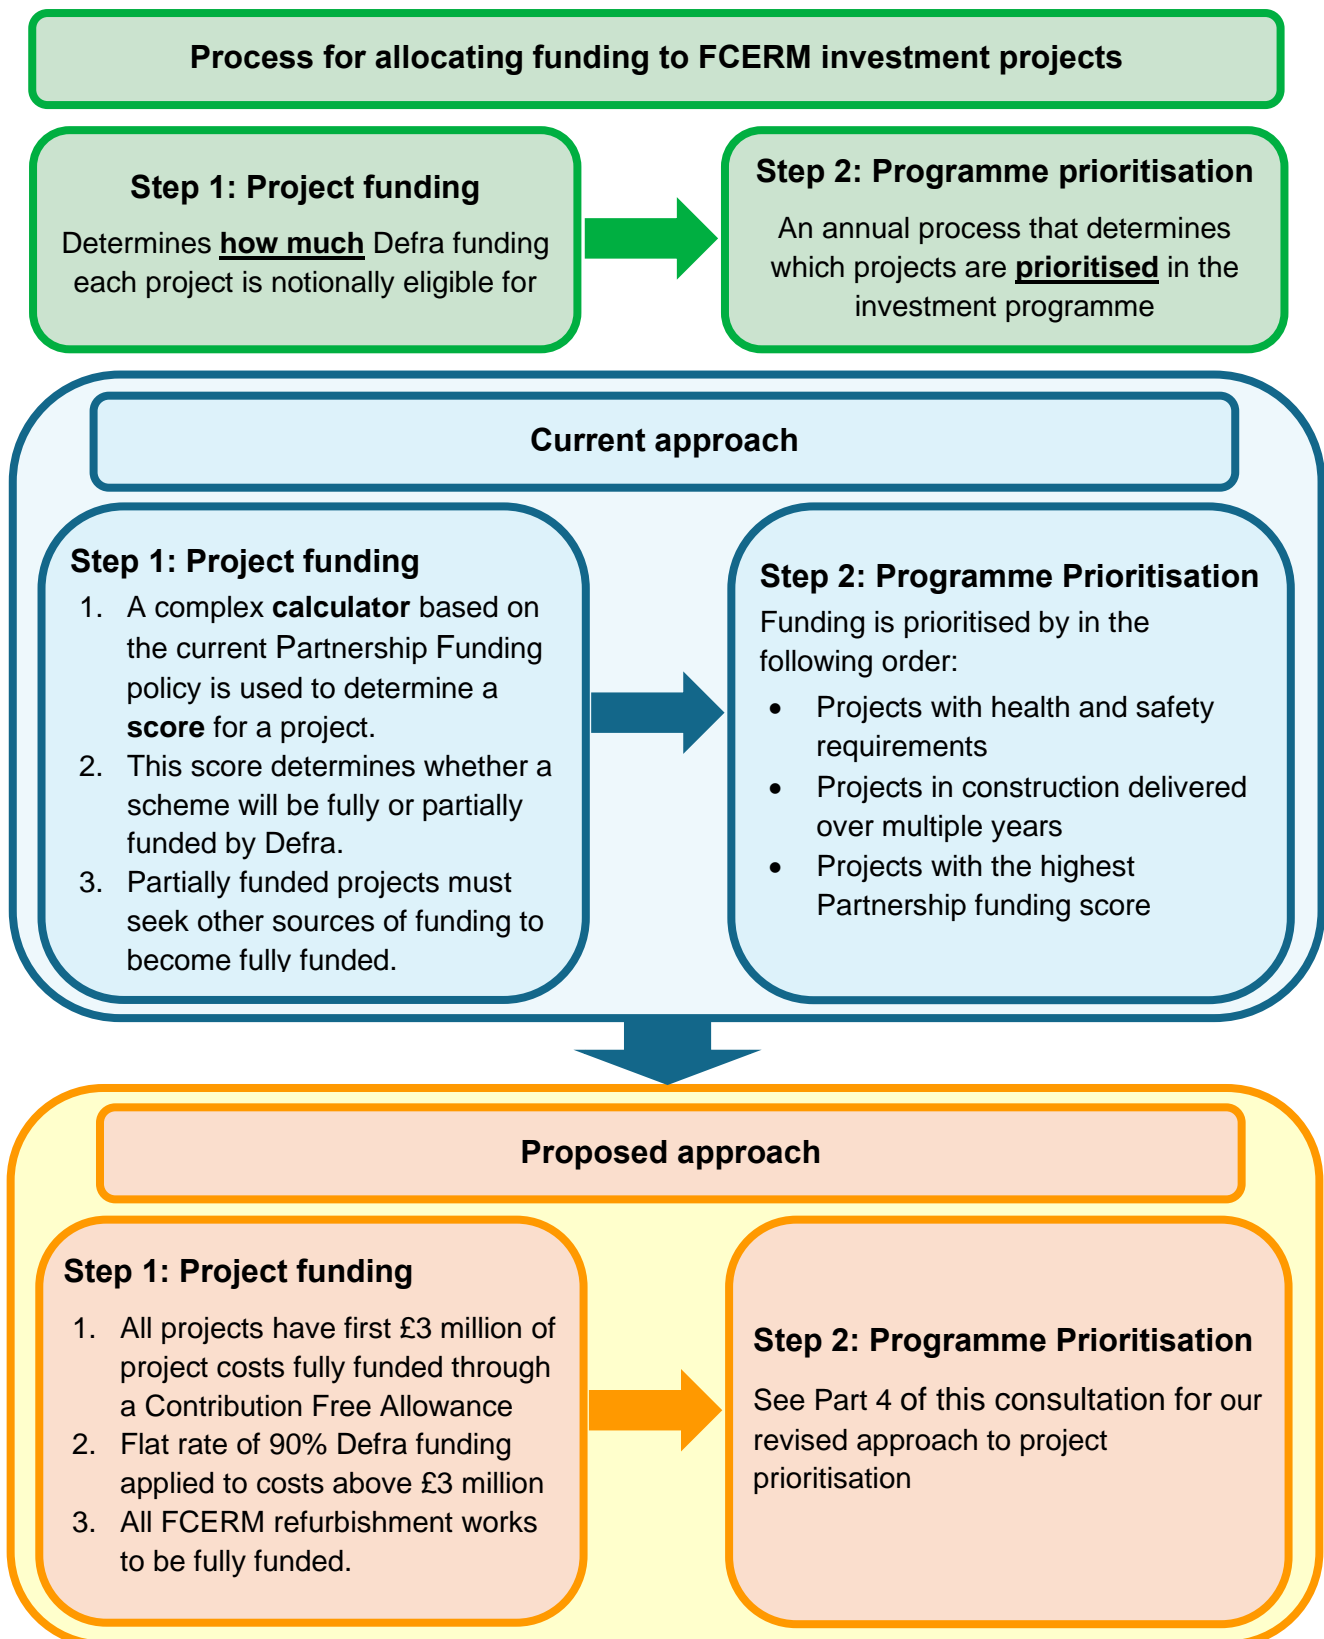 Process for allocating funding to FCERM investment projects
Step 1: Project funding
Determines how much Defra funding
each project is notionally eligible for
Step 2: Programme prioritisation
An annual process that determines
which projects are prioritised in the
investment programme
Current approach
Step 1: Project funding
1. A complex calculator based on
the current Partnership Funding
policy is used to determine a
score for a project.
2. This score determines whether a
scheme will be fully or partially
funded by Defra.
3. Partially funded projects must
seek other sources of funding to
become fully funded.
Step 2: Programme Prioritisation
Funding is prioritised by in the
following order:
• Projects with health and safety
requirements
• Projects in construction delivered
over multiple years
• Projects with the highest
Partnership funding score
Proposed approach
Step 1: Project funding
1. All projects have first £3 million of
project costs fully funded through
a Contribution Free Allowance
2. Flat rate of 90% Defra funding
applied to costs above £3 million
3. All FCERM refurbishment works
to be fully funded.
Step 2: Programme Prioritisation
See Part 4 of this consultation for our
revised approach to project
prioritisation